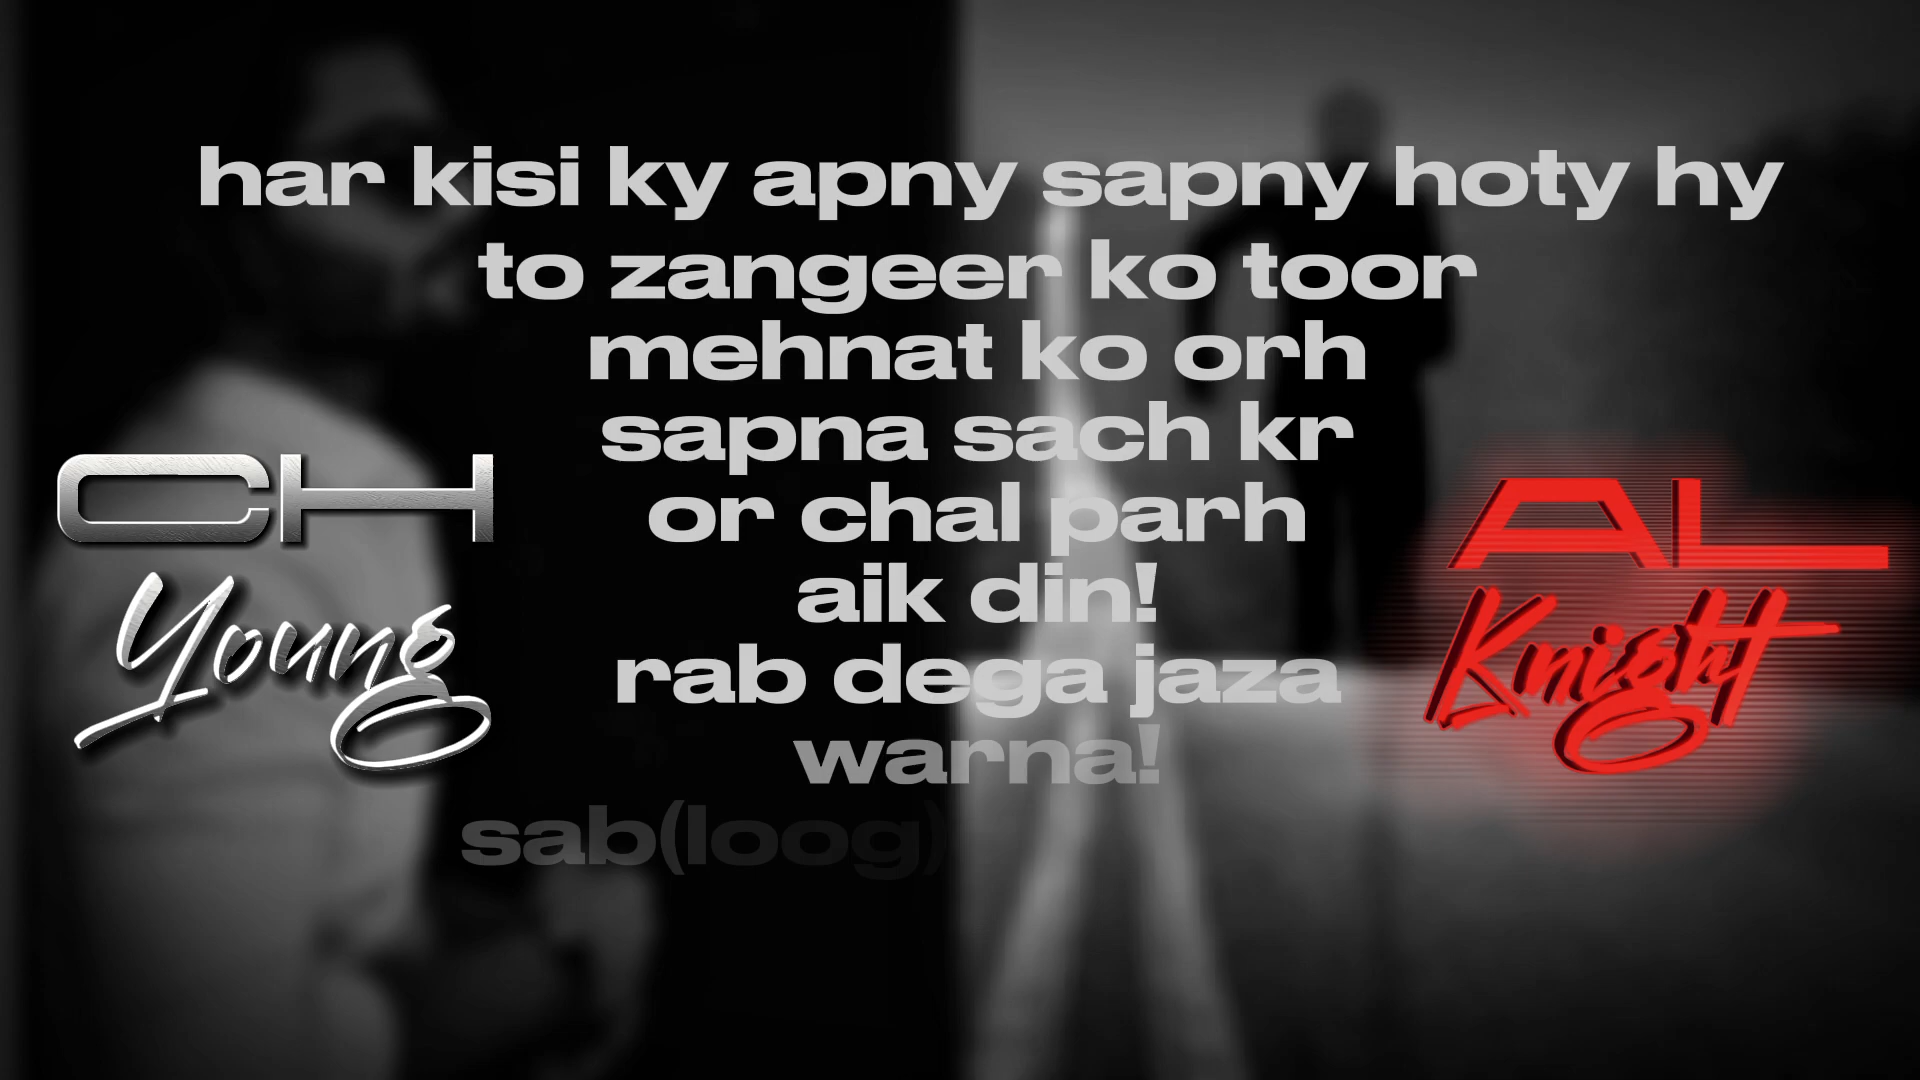 har kisi ky apny sapny hoty hy
to zangeer ko toor
mehnat ko orh
sapna sach kr
or chal parh
aik din!
rab dega jaza
warna!
sab(loog)
CH
Young
AL
Knight